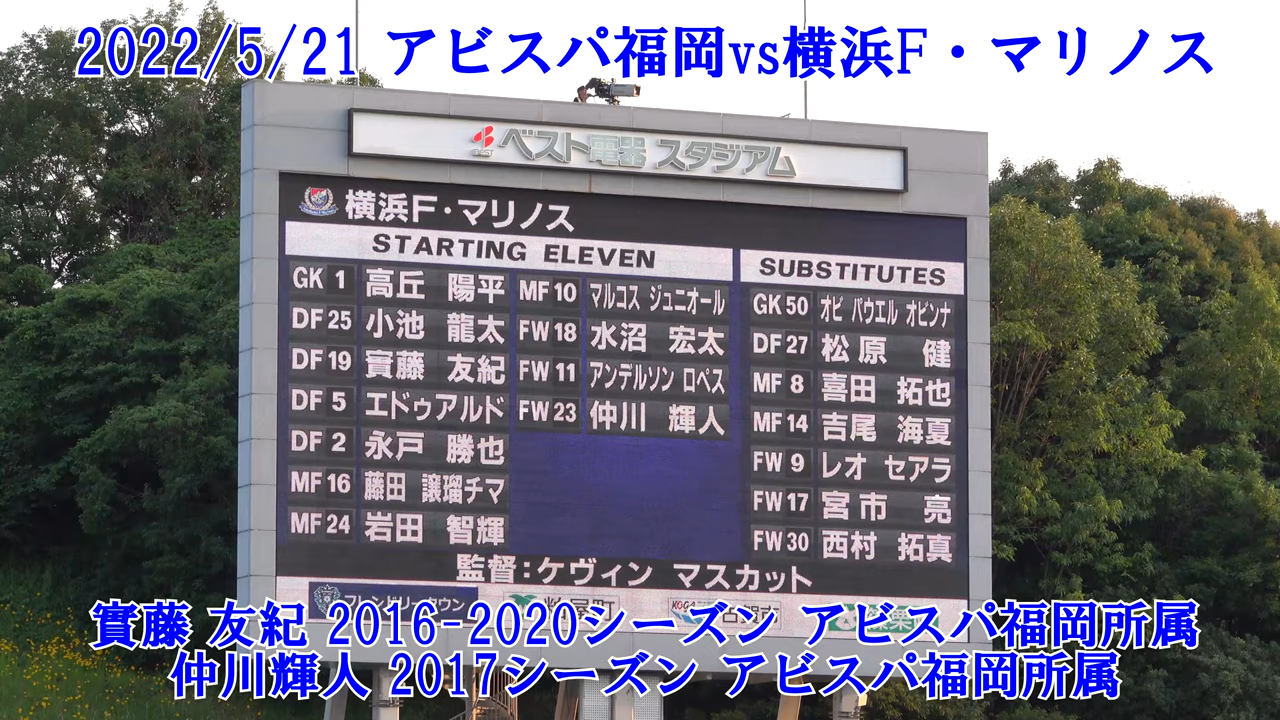 2022/5/21 アビスパ福岡vs横浜F・マリノス
BEST ベスト電器 スタジアム
横浜F・マリノス
STARTING ELEVEN
GK 1 高丘 陽平
DF 25 小池 龍太
DF 19 實藤 友紀
DF 5 エドゥアルド
DF 2 永戸 勝也
MF 16 藤田 譲瑠チマ
MF 24 岩田 智輝
MF 10 マルコス ジュニオール
FW 18 水沼 宏太
FW 11 アンデルソン ロペス
FW 23 仲川 輝人
SUBSTITUTES
GK 50 オビ パウエル オビンナ
DF 27 松原 健
MF 8 喜田 拓也
MF 14 吉尾 海夏
FW 9 レオ セアラ
FW 17 宮市 亮
FW 30 西村 拓真
監督：ケヴィン マスカット
フレンドリータウン
實藤 友紀 2016-2020シーズン アビスパ福岡所属
仲川輝人 2017シーズン アビスパ福岡所属